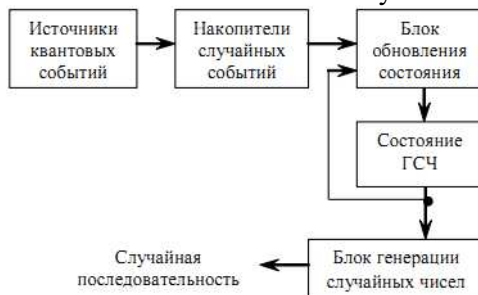 Источники
квантовых
событий
Накопители
случайных
событий
Блок
обновления
состояния
Состояние
ГСЧ
Блок генерации
случайных чисел
Случайная
последовательность